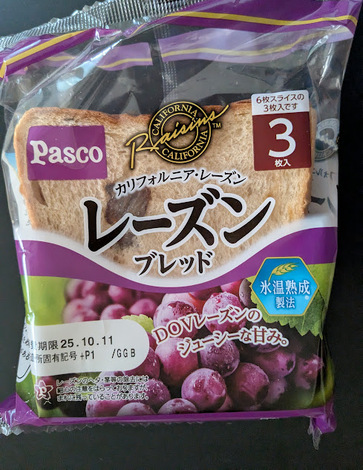 CALIFORNIA
Raisins
CALIFORNIA
Pasco
6枚スライスの
3枚入です
3
枚入
カリフォルニア・レーズン
レーズン
ブレッド
氷温熟成
製法
DOVレーズンの
ジューシーな甘み。
期限 25.10.11
所固有記号 +P1 /GGB